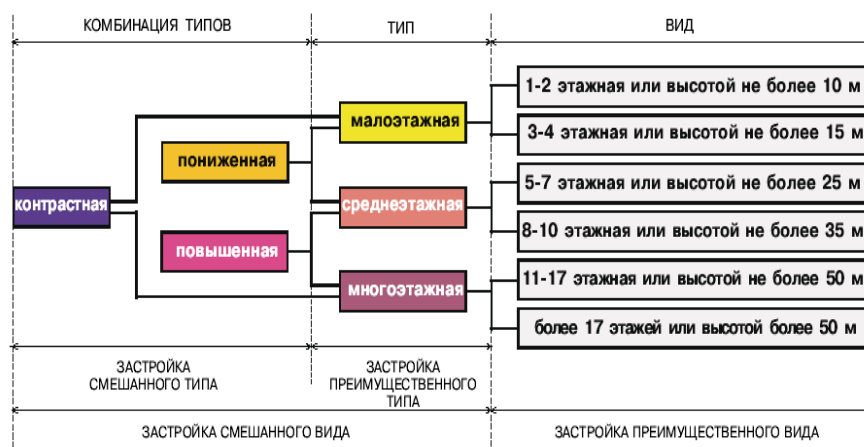 КОМБИНАЦИЯ ТИПОВ
ТИП
ВИД
1-2 этажная или высотой не более 10 м
малоэтажная
3-4 этажная или высотой не более 15 м
пониженная
5-7 этажная или высотой не более 25 м
контрастная
среднеэтажная
8-10 этажная или высотой не более 35 м
повышенная
11-17 этажная или высотой не более 50 м
многоэтажная
более 17 этажей или высотой более 50 м
ЗАСТРОЙКА
СМЕШАННОГО ТИПА
ЗАСТРОЙКА
ПРЕИМУЩЕСТВЕННОГО
ТИПА
ЗАСТРОЙКА СМЕШАННОГО ВИДА
ЗАСТРОЙКА ПРЕИМУЩЕСТВЕННОГО ВИДА